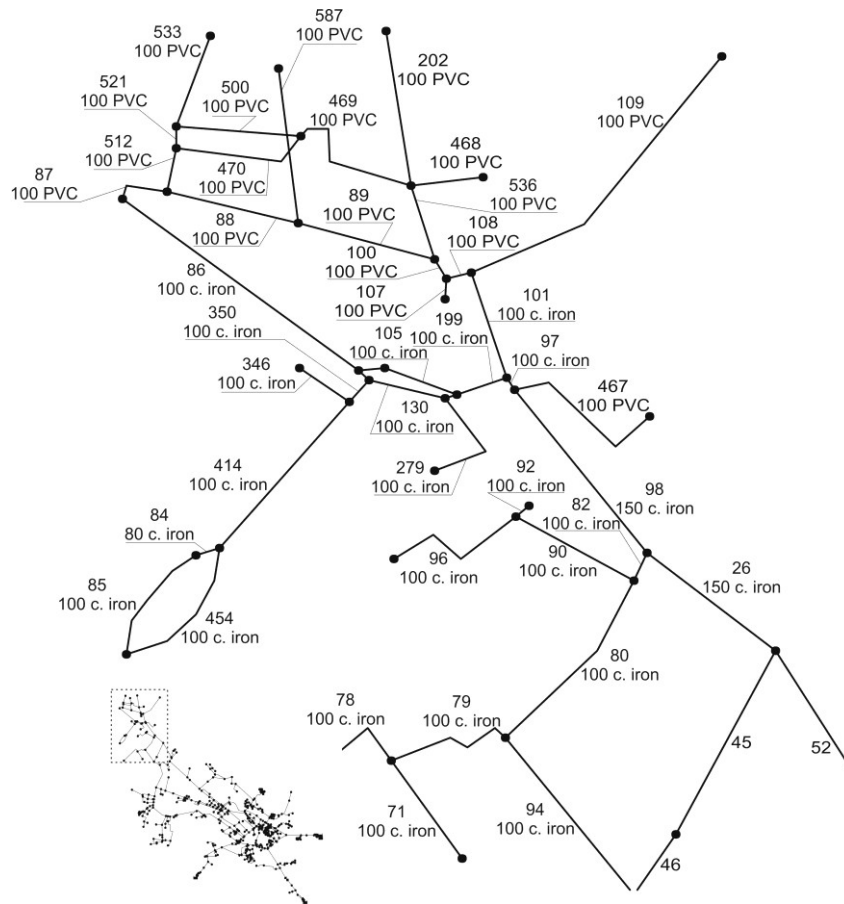 533
100 PVC
587
100 PVC
202
100 PVC
109
100 PVC
521
100 PVC
500
100 PVC
469
100 PVC
512
100 PVC
468
100 PVC
87
100 PVC
470
100 PVC
89
100 PVC
536
100 PVC
88
100 PVC
108
100 PVC
100
100 PVC
86
100 c. iron
107
100 PVC
101
100 c. iron
350
100 c. iron
105
100 c. iron
199
100 c. iron
97
100 c. iron
346
100 c. iron
467
100 PVC
130
100 c. iron
414
100 c. iron
279
100 c. iron
92
100 c. iron
98
150 c. iron
82
100 c. iron
84
80 c. iron
90
100 c. iron
96
100 c. iron
26
150 c. iron
85
100 c. iron
454
100 c. iron
80
100 c. iron
78
100 c. iron
79
100 c. iron
45
52
71
100 c. iron
94
100 c. iron
46